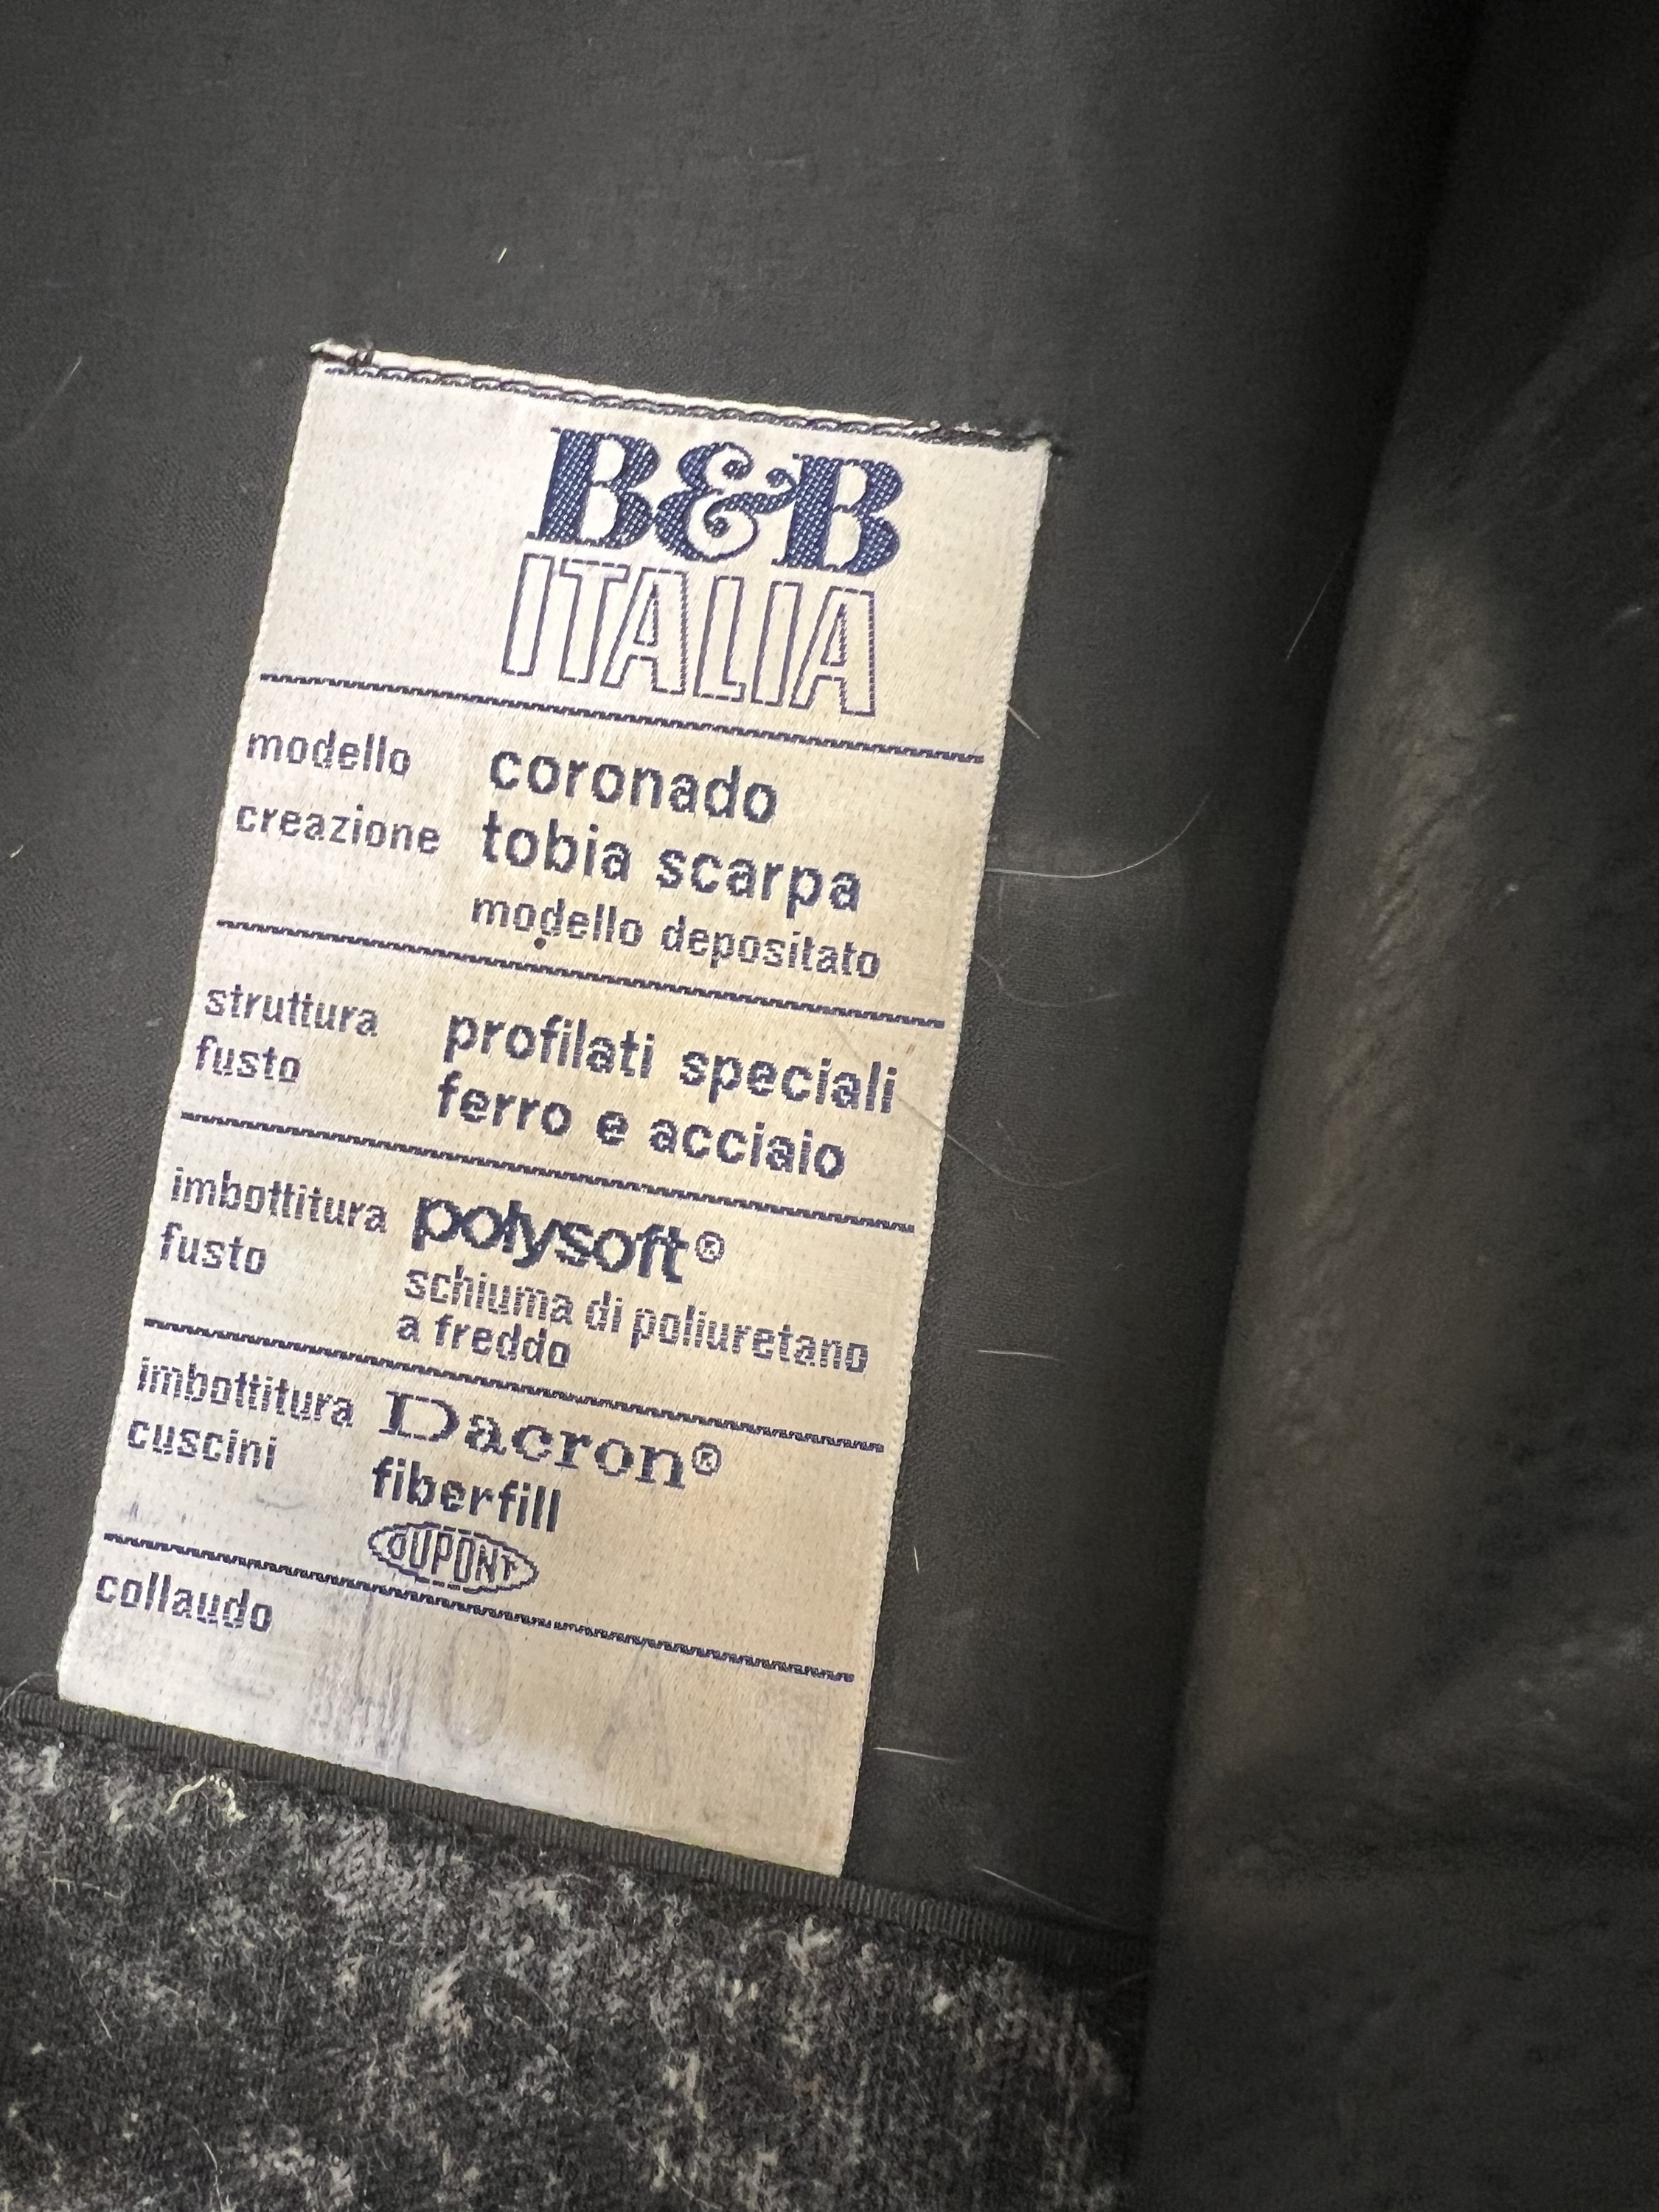 B&B
ITALIA
modello coronado
creazione tobia scarpa
modello depositato
struttura profilati speciali
fusto ferro e acciaio
imbottitura polysoft®
fusto schiuma di poliuretano
a freddo
imbottitura Dacron®
cuscini fiberfill
DUPONT
collaudo